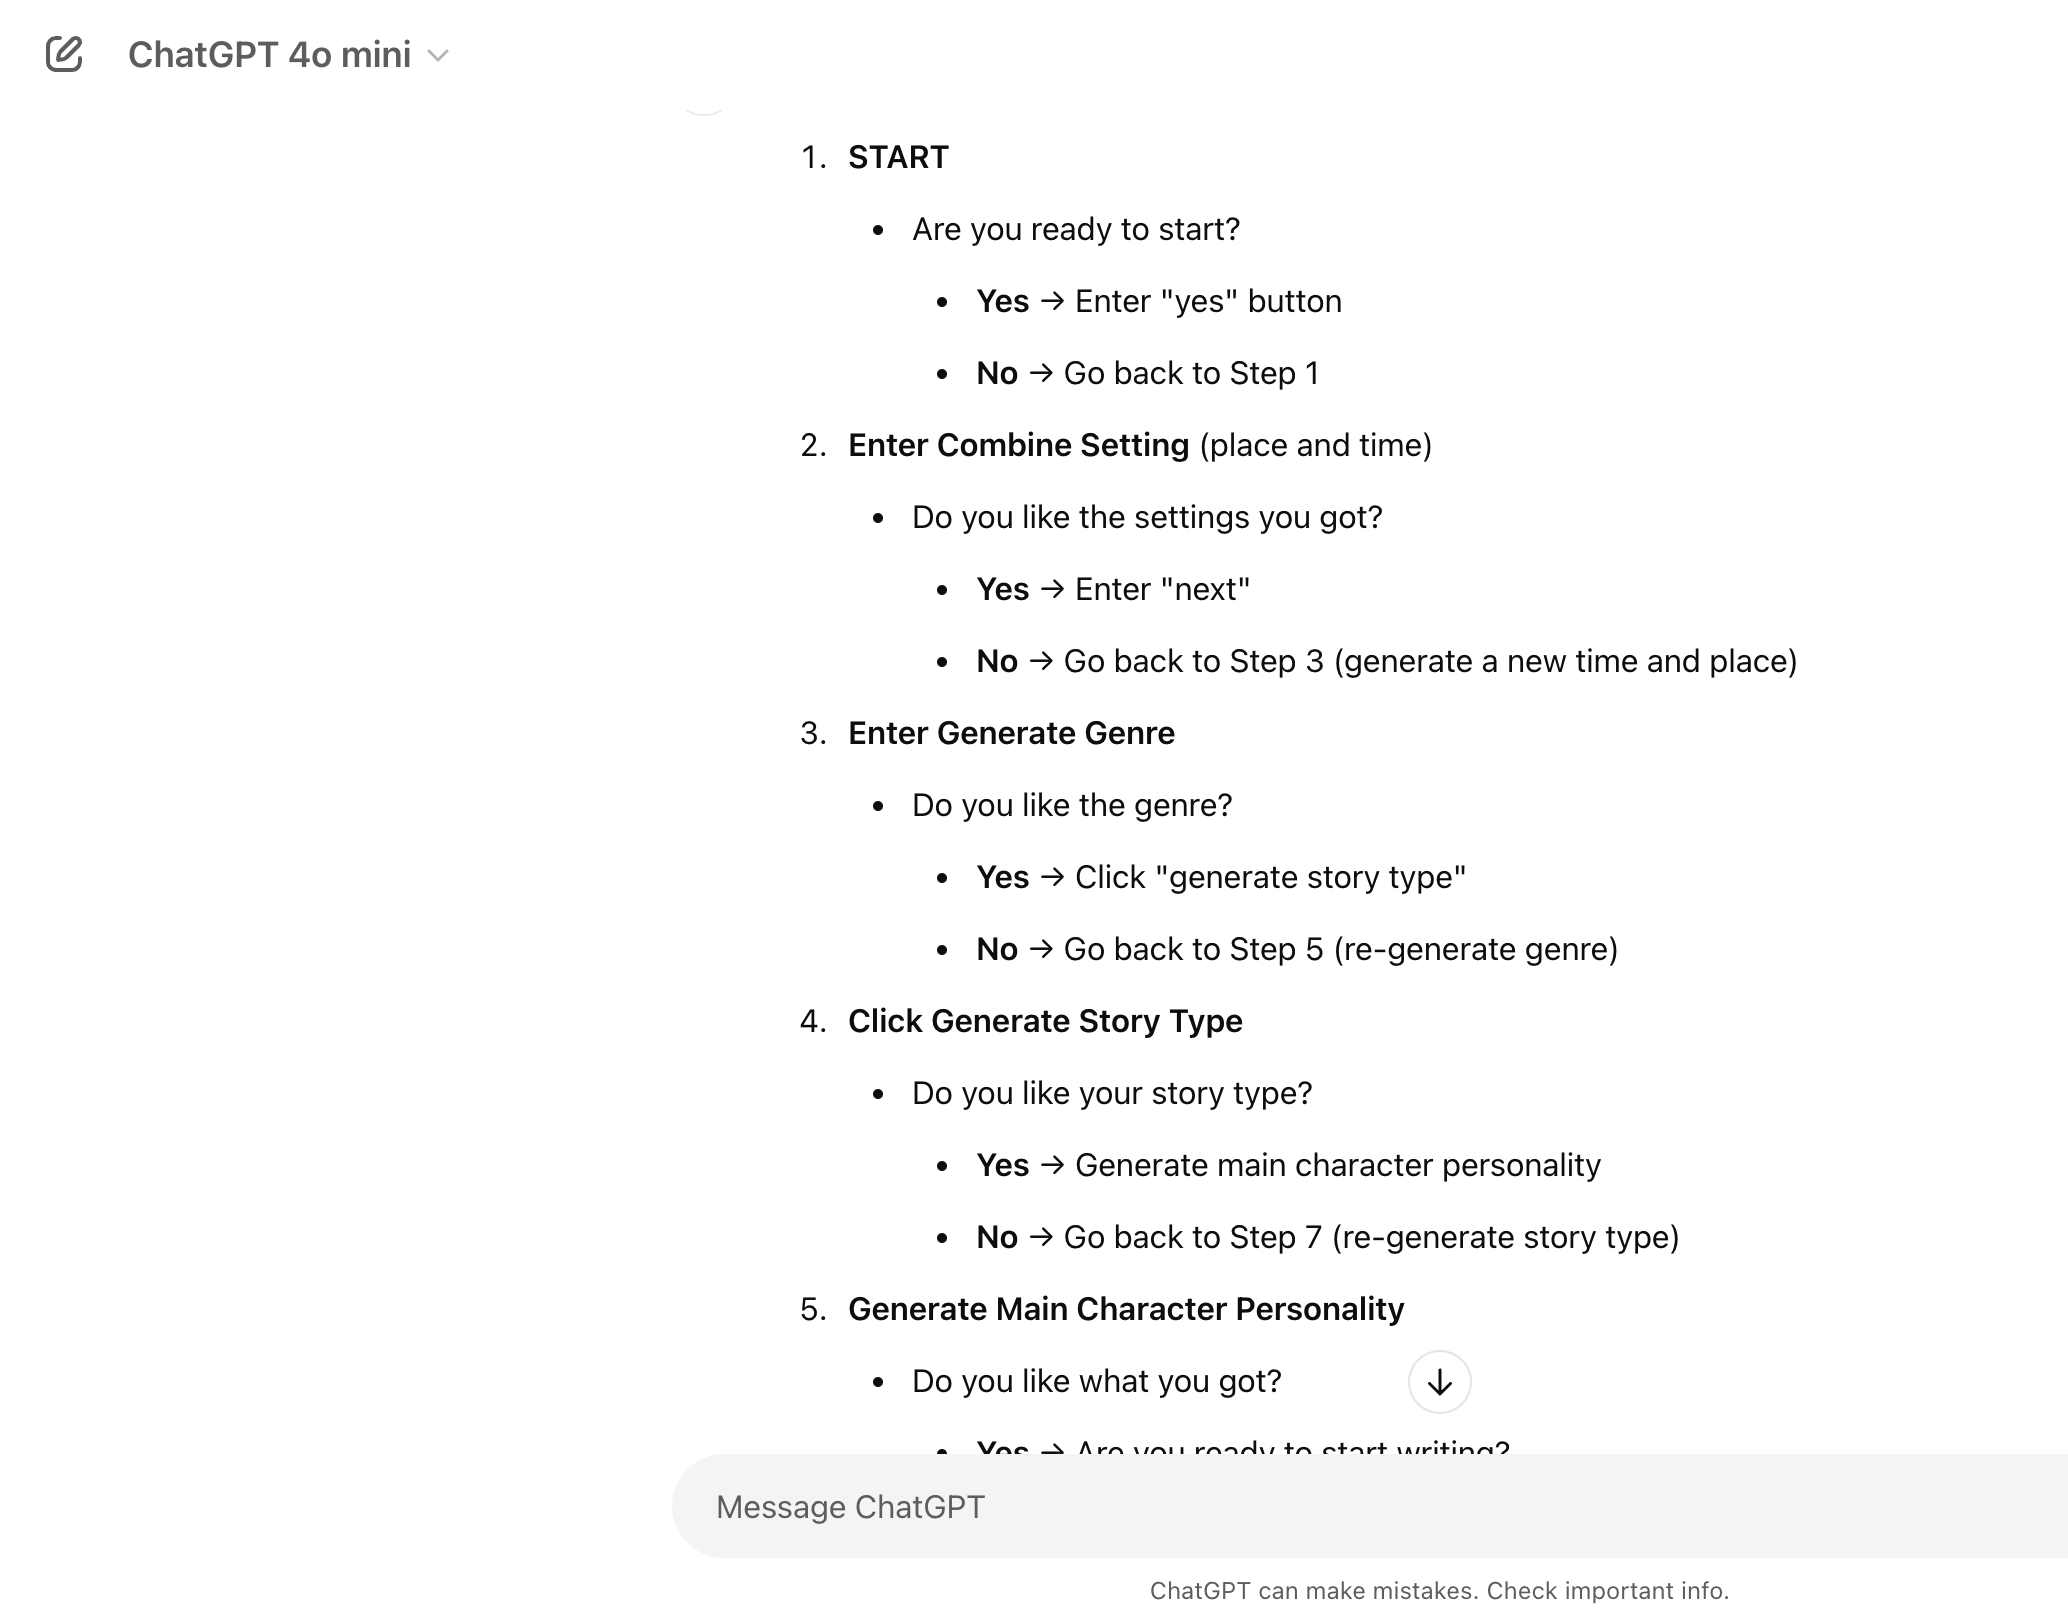 ChatGPT 4o mini
1. START
• Are you ready to start?
• Yes → Enter "yes" button
• No → Go back to Step 1
2. Enter Combine Setting (place and time)
• Do you like the settings you got?
• Yes → Enter "next"
• No → Go back to Step 3 (generate a new time and place)
3. Enter Generate Genre
• Do you like the genre?
• Yes → Click "generate story type"
• No → Go back to Step 5 (re-generate genre)
4. Click Generate Story Type
• Do you like your story type?
• Yes → Generate main character personality
• No → Go back to Step 7 (re-generate story type)
5. Generate Main Character Personality
• Do you like what you got?
• Yes → Are you ready to start writing?
Message ChatGPT
ChatGPT can make mistakes. Check important info.